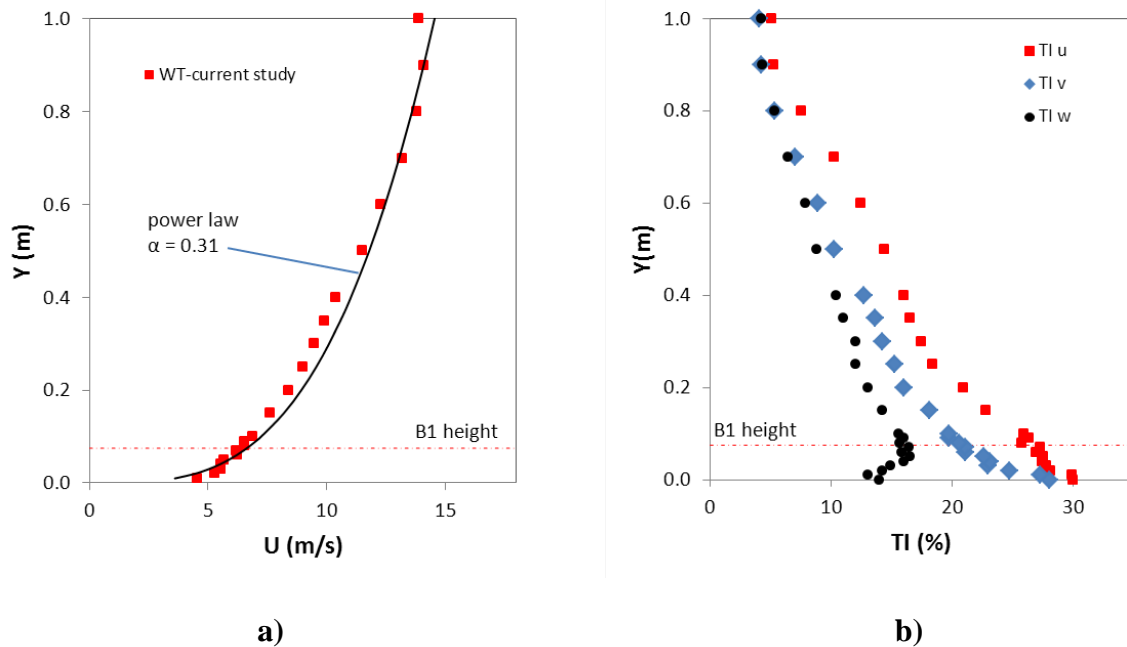 1.0
0.8
0.6
0.4
0.2
0.0
Y (m)
WT-current study
power law
α = 0.31
B1 height
0
5
10
15
U (m/s)
a)
1.0
0.8
0.6
0.4
0.2
0.0
Y(m)
TI u
TI v
TI w
B1 height
0
10
20
30
TI (%)
b)